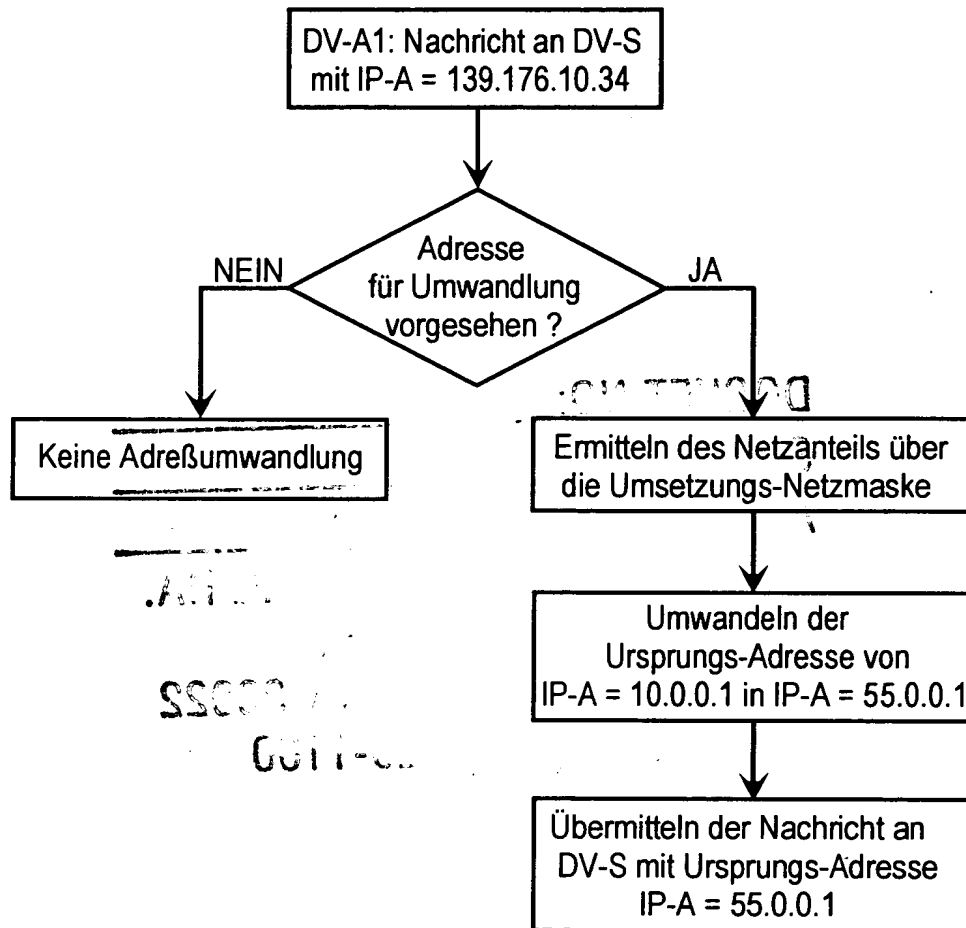 DV-A1: Nachricht an DV-S
mit IP-A = 139.176.10.34
Adresse
für Umwandlung
vorgesehen ?
NEIN
JA
Keine Adreßumwandlung
Ermitteln des Netzanteils über
die Umsetzungs-Netzmaske
Umwandeln der
Ursprungs-Adresse von
IP-A = 10.0.0.1 in IP-A = 55.0.0.1
Übermitteln der Nachricht an
DV-S mit Ursprungs-Adresse
IP-A = 55.0.0.1